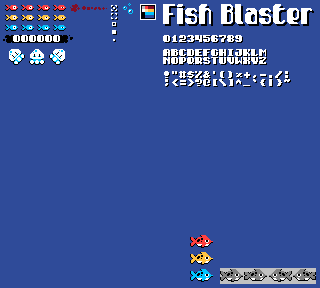 Fish Blaster
0123456789
000000
ABCDEFGHIJKLM
NOPQRSTUVWXYZ
!"#$%&'()*+,-./:
;<=>?@[\]^_`{|}~